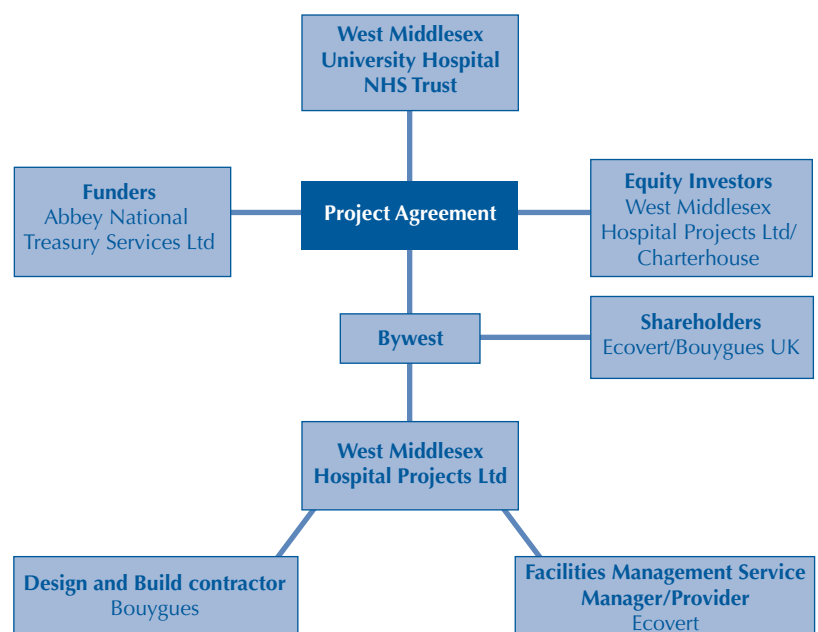 West Middlesex
University Hospital
NHS Trust
Funders
Abbey National
Treasury Services Ltd
Project Agreement
Equity Investors
West Middlesex
Hospital Projects Ltd/
Charterhouse
Bywest
Shareholders
Ecovert/Bouygues UK
West Middlesex
Hospital Projects Ltd
Design and Build contractor
Bouygues
Facilities Management Service
Manager/Provider
Ecovert